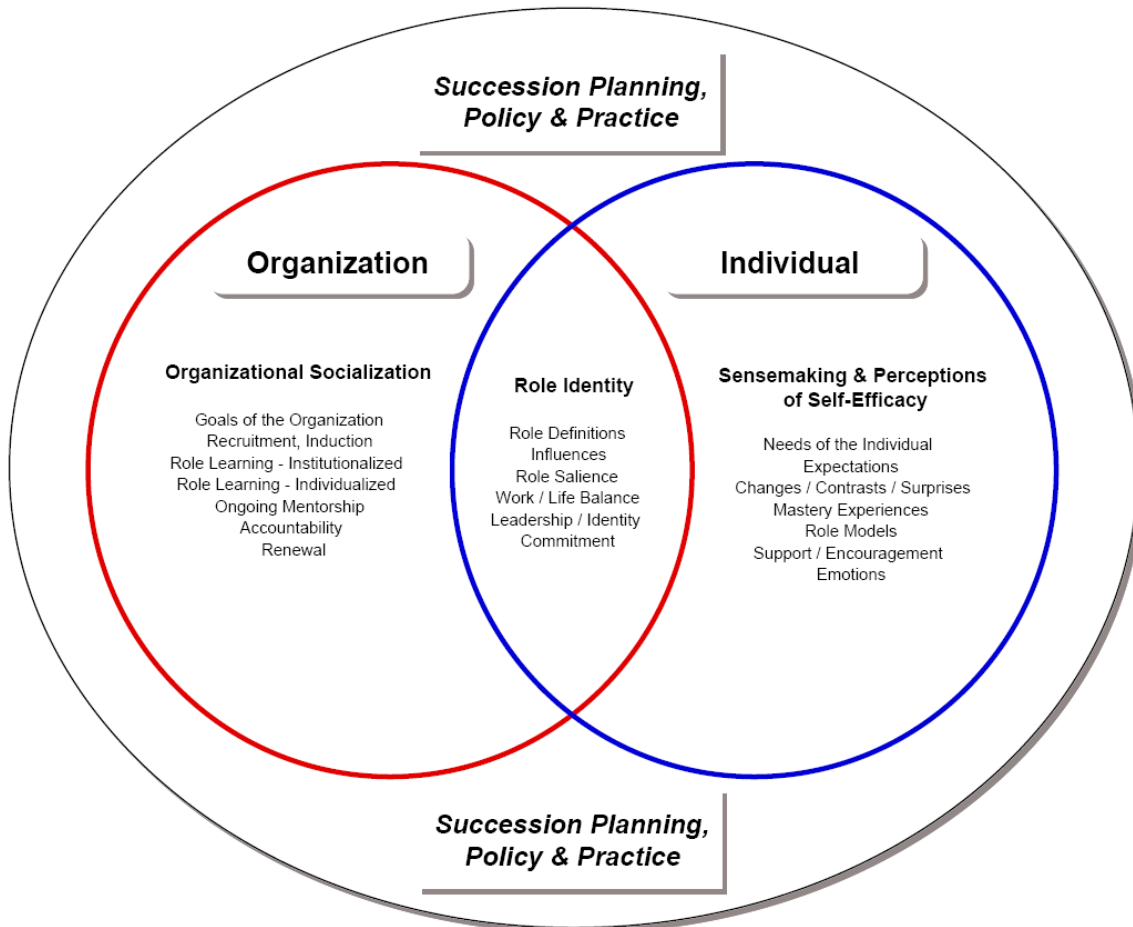 Succession Planning,
Policy & Practice
Organization
Individual
Organizational Socialization
Goals of the Organization
Recruitment, Induction
Role Learning - Institutionalized
Role Learning - Individualized
Ongoing Mentorship
Accountability
Renewal
Role Identity
Role Definitions
Influences
Role Salience
Work / Life Balance
Leadership / Identity
Commitment
Sensemaking & Perceptions
of Self-Efficacy
Needs of the Individual
Expectations
Changes / Contrasts / Surprises
Mastery Experiences
Role Models
Support / Encouragement
Emotions
Succession Planning,
Policy & Practice